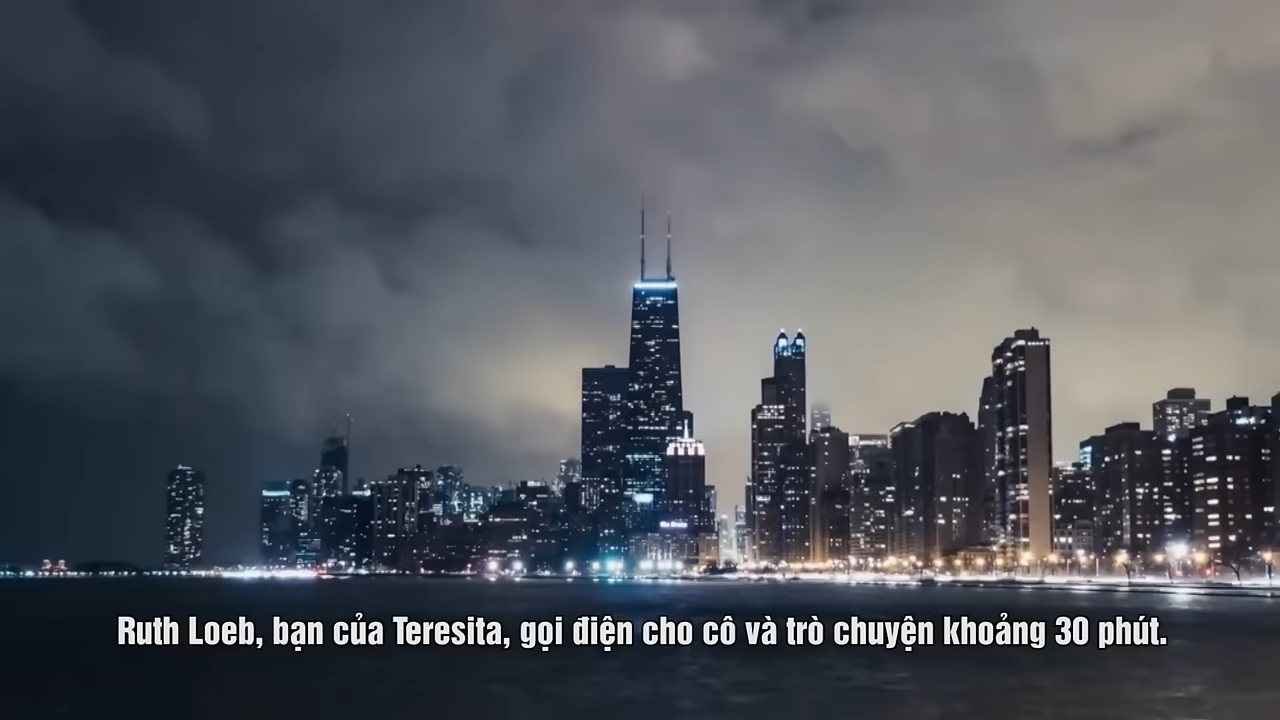 Ruth Loeb, bạn của Teresita, gọi điện cho cô và trò chuyện khoảng 30 phút.